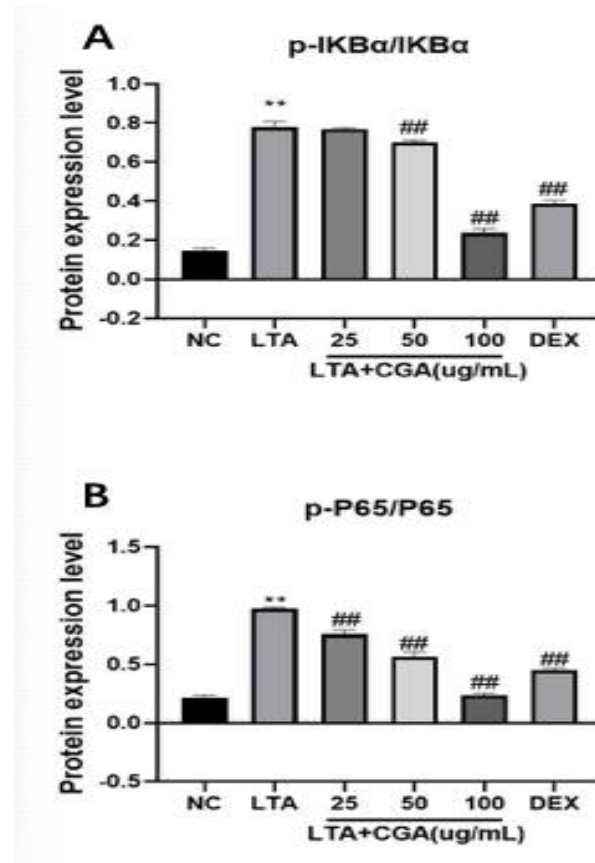 A
p-IKBα/IKBα
Protein expression level
1.0
0.8
0.6
0.4
0.2
0.0
-0.2
**
##
##
##
NC LTA 25 50 100 DEX
LTA+CGA(ug/mL)
B
p-P65/P65
Protein expression level
1.5
1.0
0.5
0.0
-0.5
**
##
##
##
##
NC LTA 25 50 100 DEX
LTA+CGA(ug/mL)